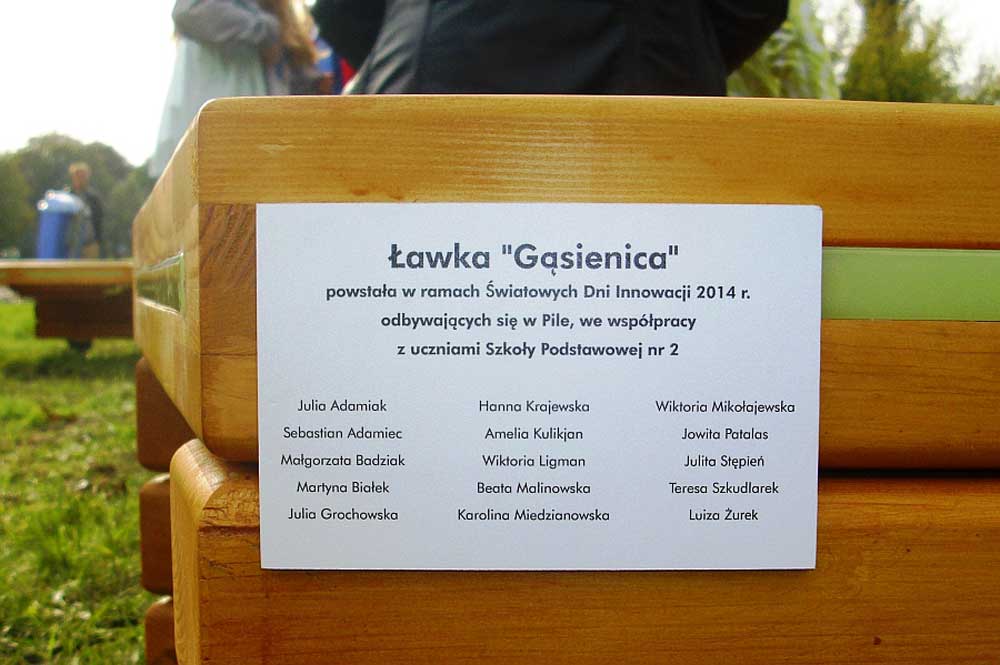 Ławka "Gąsienica"
powstała w ramach Światowych Dni Innowacji 2014 r.
odbywających się w Pile, we współpracy
z uczniami Szkoły Podstawowej nr 2
Julia Adamiak
Sebastian Adamiec
Małgorzata Badziak
Martyna Białek
Julia Grochowska
Hanna Krajewska
Amelia Kulikjan
Wiktoria Ligman
Beata Malinowska
Karolina Miedzianowska
Wiktoria Mikołajewska
Jowita Patalas
Julita Stępień
Teresa Szkudlarek
Luiza Żurek